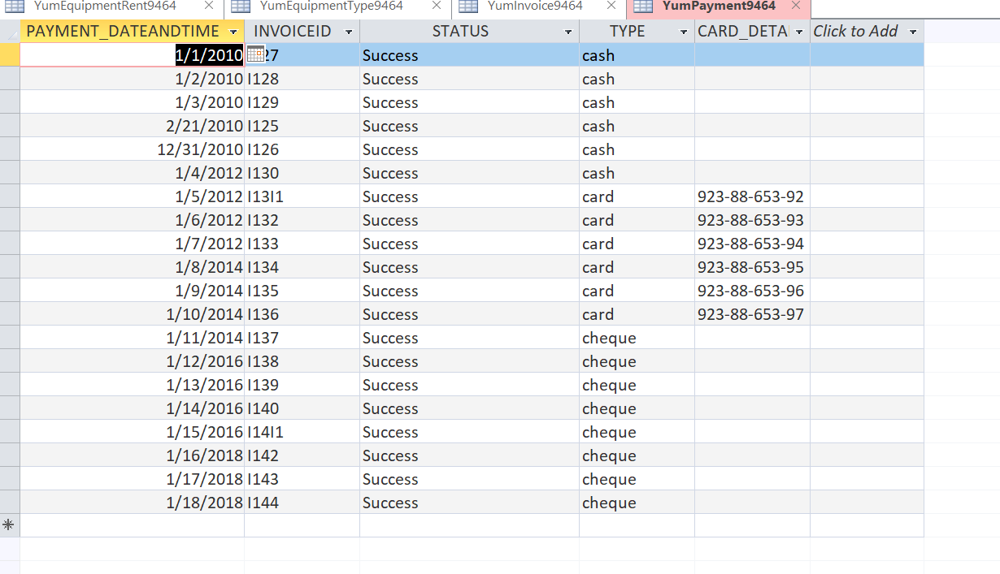 YumEquipmentRent9464 YumEquipmentType9464 YumInvoice9464 YumPayment9464
PAYMENT_DATEANDTIME INVOICEID STATUS TYPE CARD_DETA Click to Add
1/1/2010 27 Success cash
1/2/2010 I128 Success cash
1/3/2010 I129 Success cash
2/21/2010 I125 Success cash
12/31/2010 I126 Success cash
1/4/2012 I130 Success cash
1/5/2012 I13I1 Success card 923-88-653-92
1/6/2012 I132 Success card 923-88-653-93
1/7/2012 I133 Success card 923-88-653-94
1/8/2014 I134 Success card 923-88-653-95
1/9/2014 I135 Success card 923-88-653-96
1/10/2014 I136 Success card 923-88-653-97
1/11/2014 I137 Success cheque
1/12/2016 I138 Success cheque
1/13/2016 I139 Success cheque
1/14/2016 I140 Success cheque
1/15/2016 I14I1 Success cheque
1/16/2018 I142 Success cheque
1/17/2018 I143 Success cheque
1/18/2018 I144 Success cheque